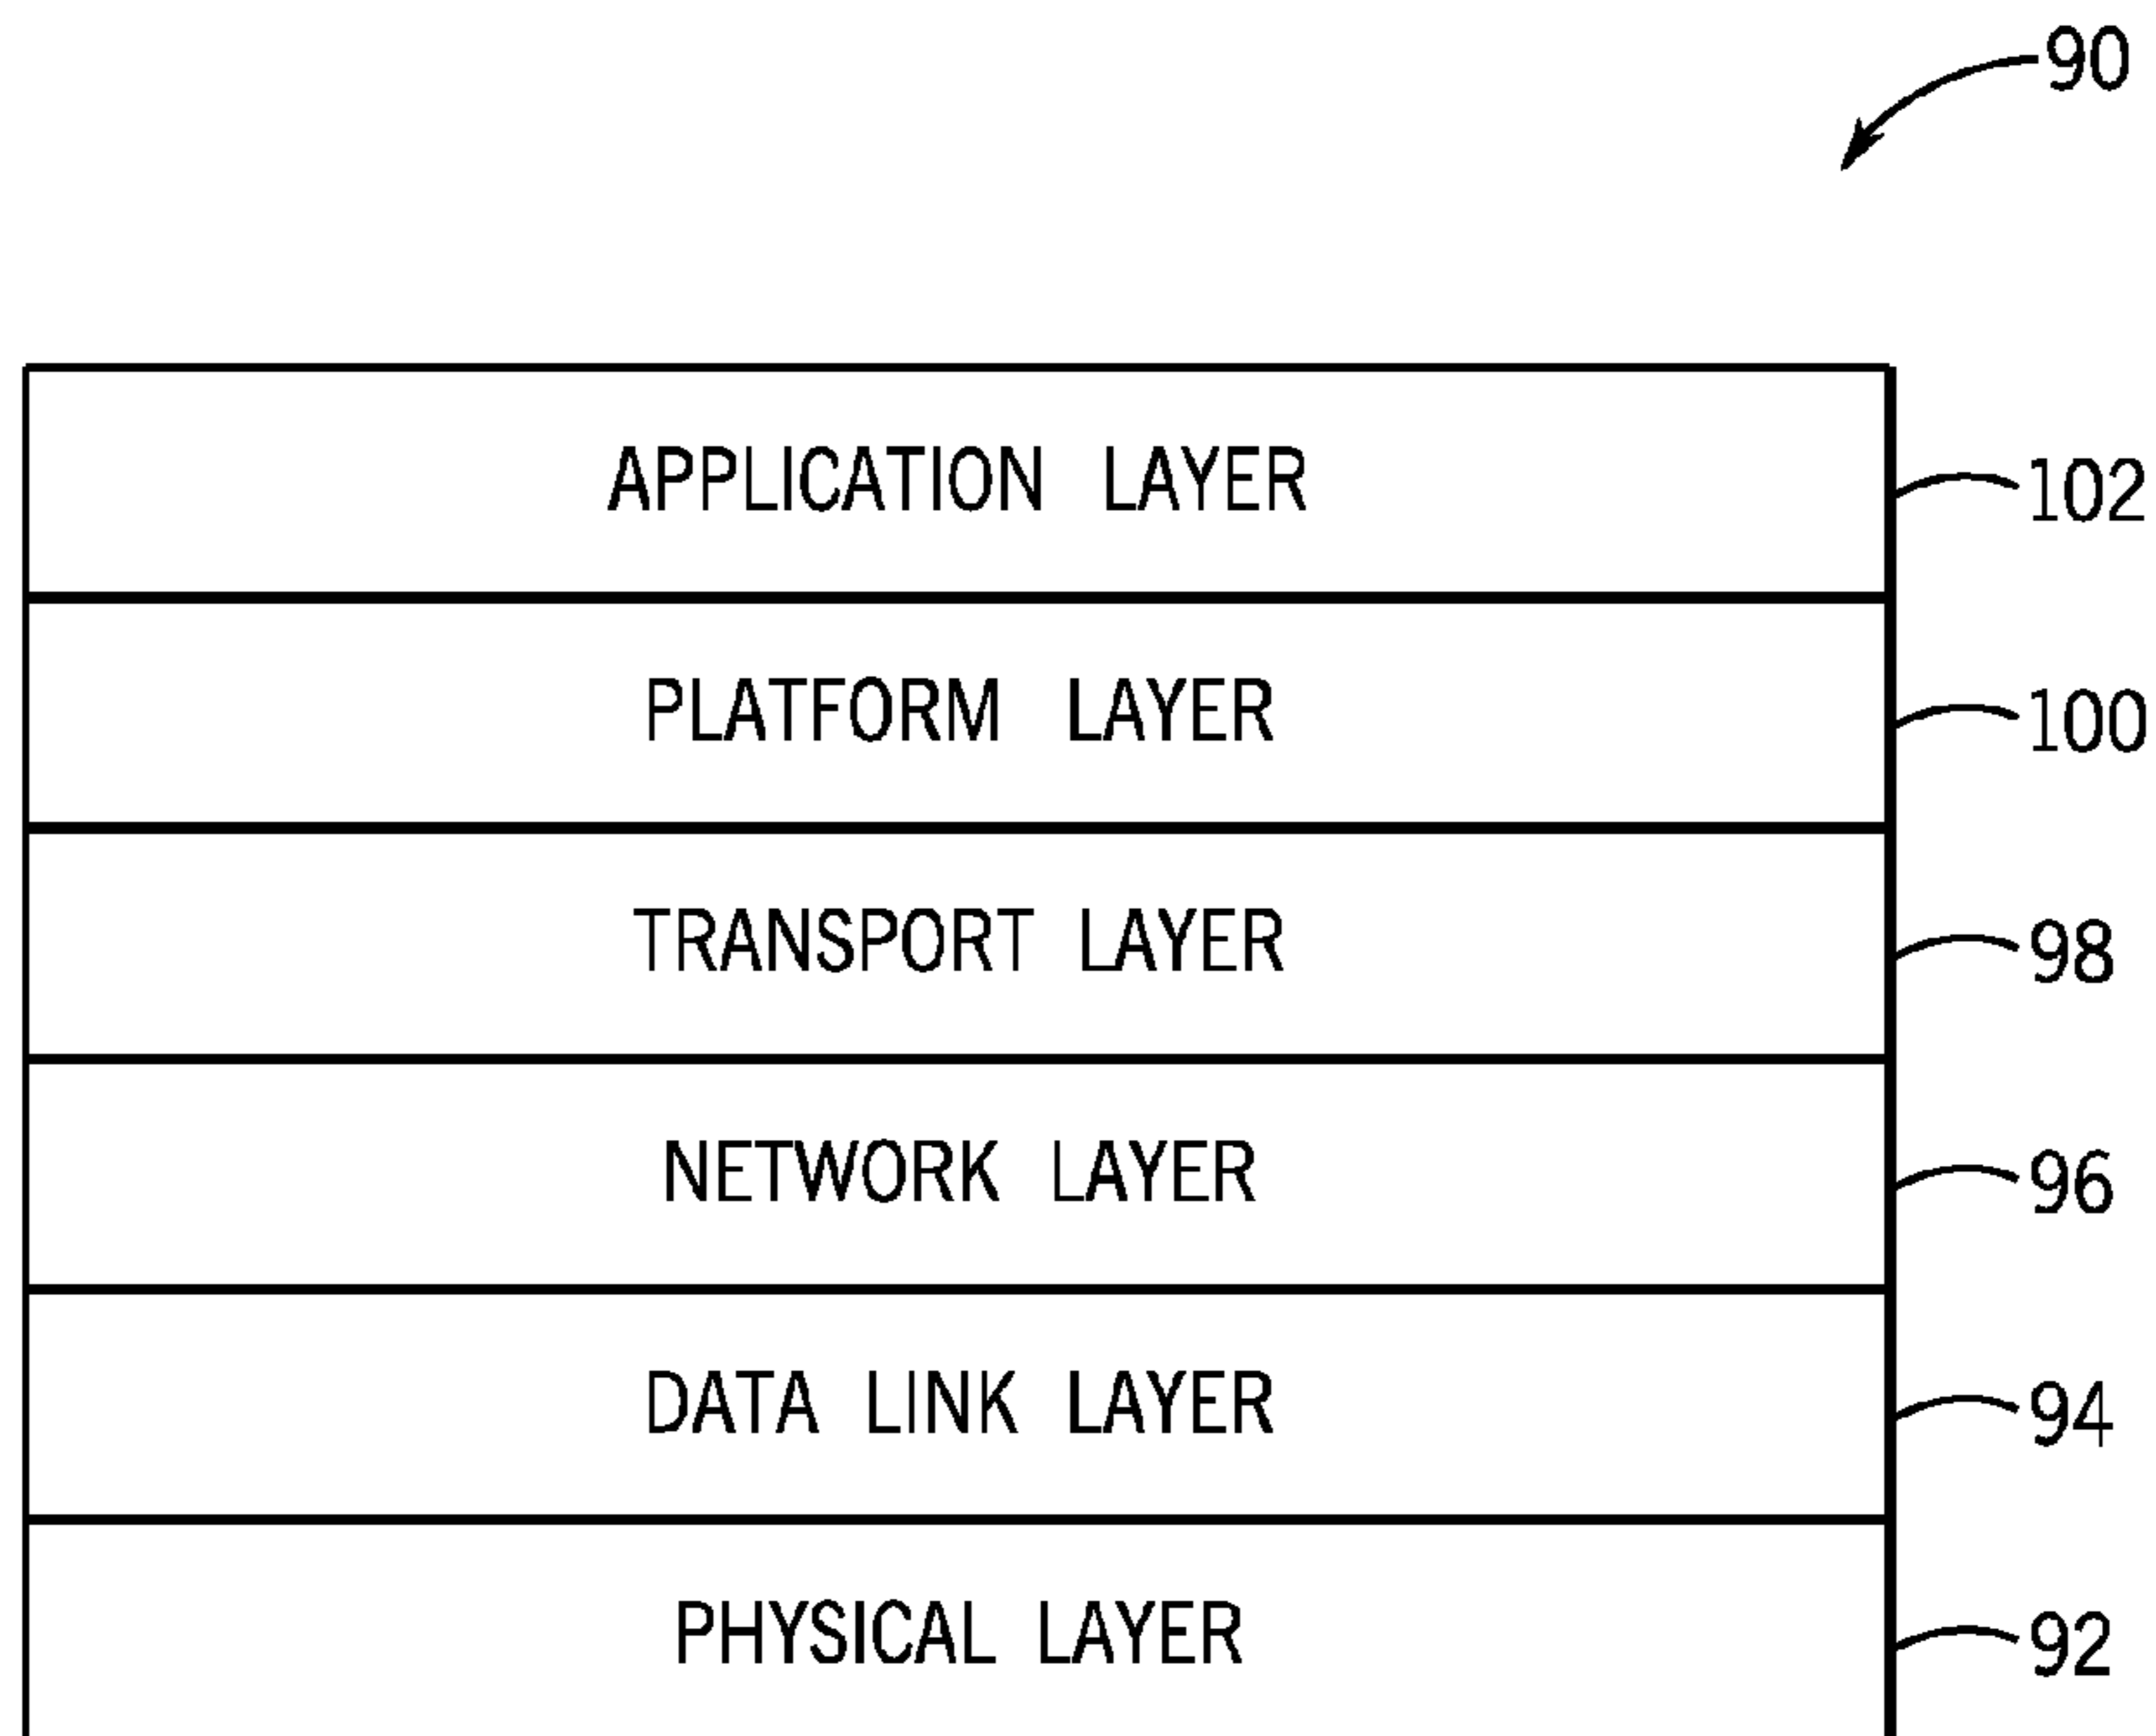 90
APPLICATION LAYER 102
PLATFORM LAYER 100
TRANSPORT LAYER 98
NETWORK LAYER 96
DATA LINK LAYER 94
PHYSICAL LAYER 92